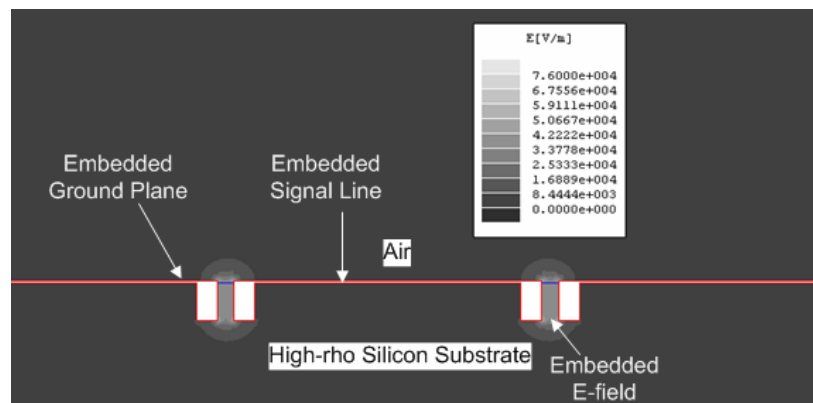 E[V/m]
7.6000e+004
6.7556e+004
5.9111e+004
5.0667e+004
4.2222e+004
3.3778e+004
2.5333e+004
1.6889e+004
8.4444e+003
0.0000e+000
Embedded
Ground Plane
Embedded
Signal Line
Air
High-rho Silicon Substrate
Embedded
E-field